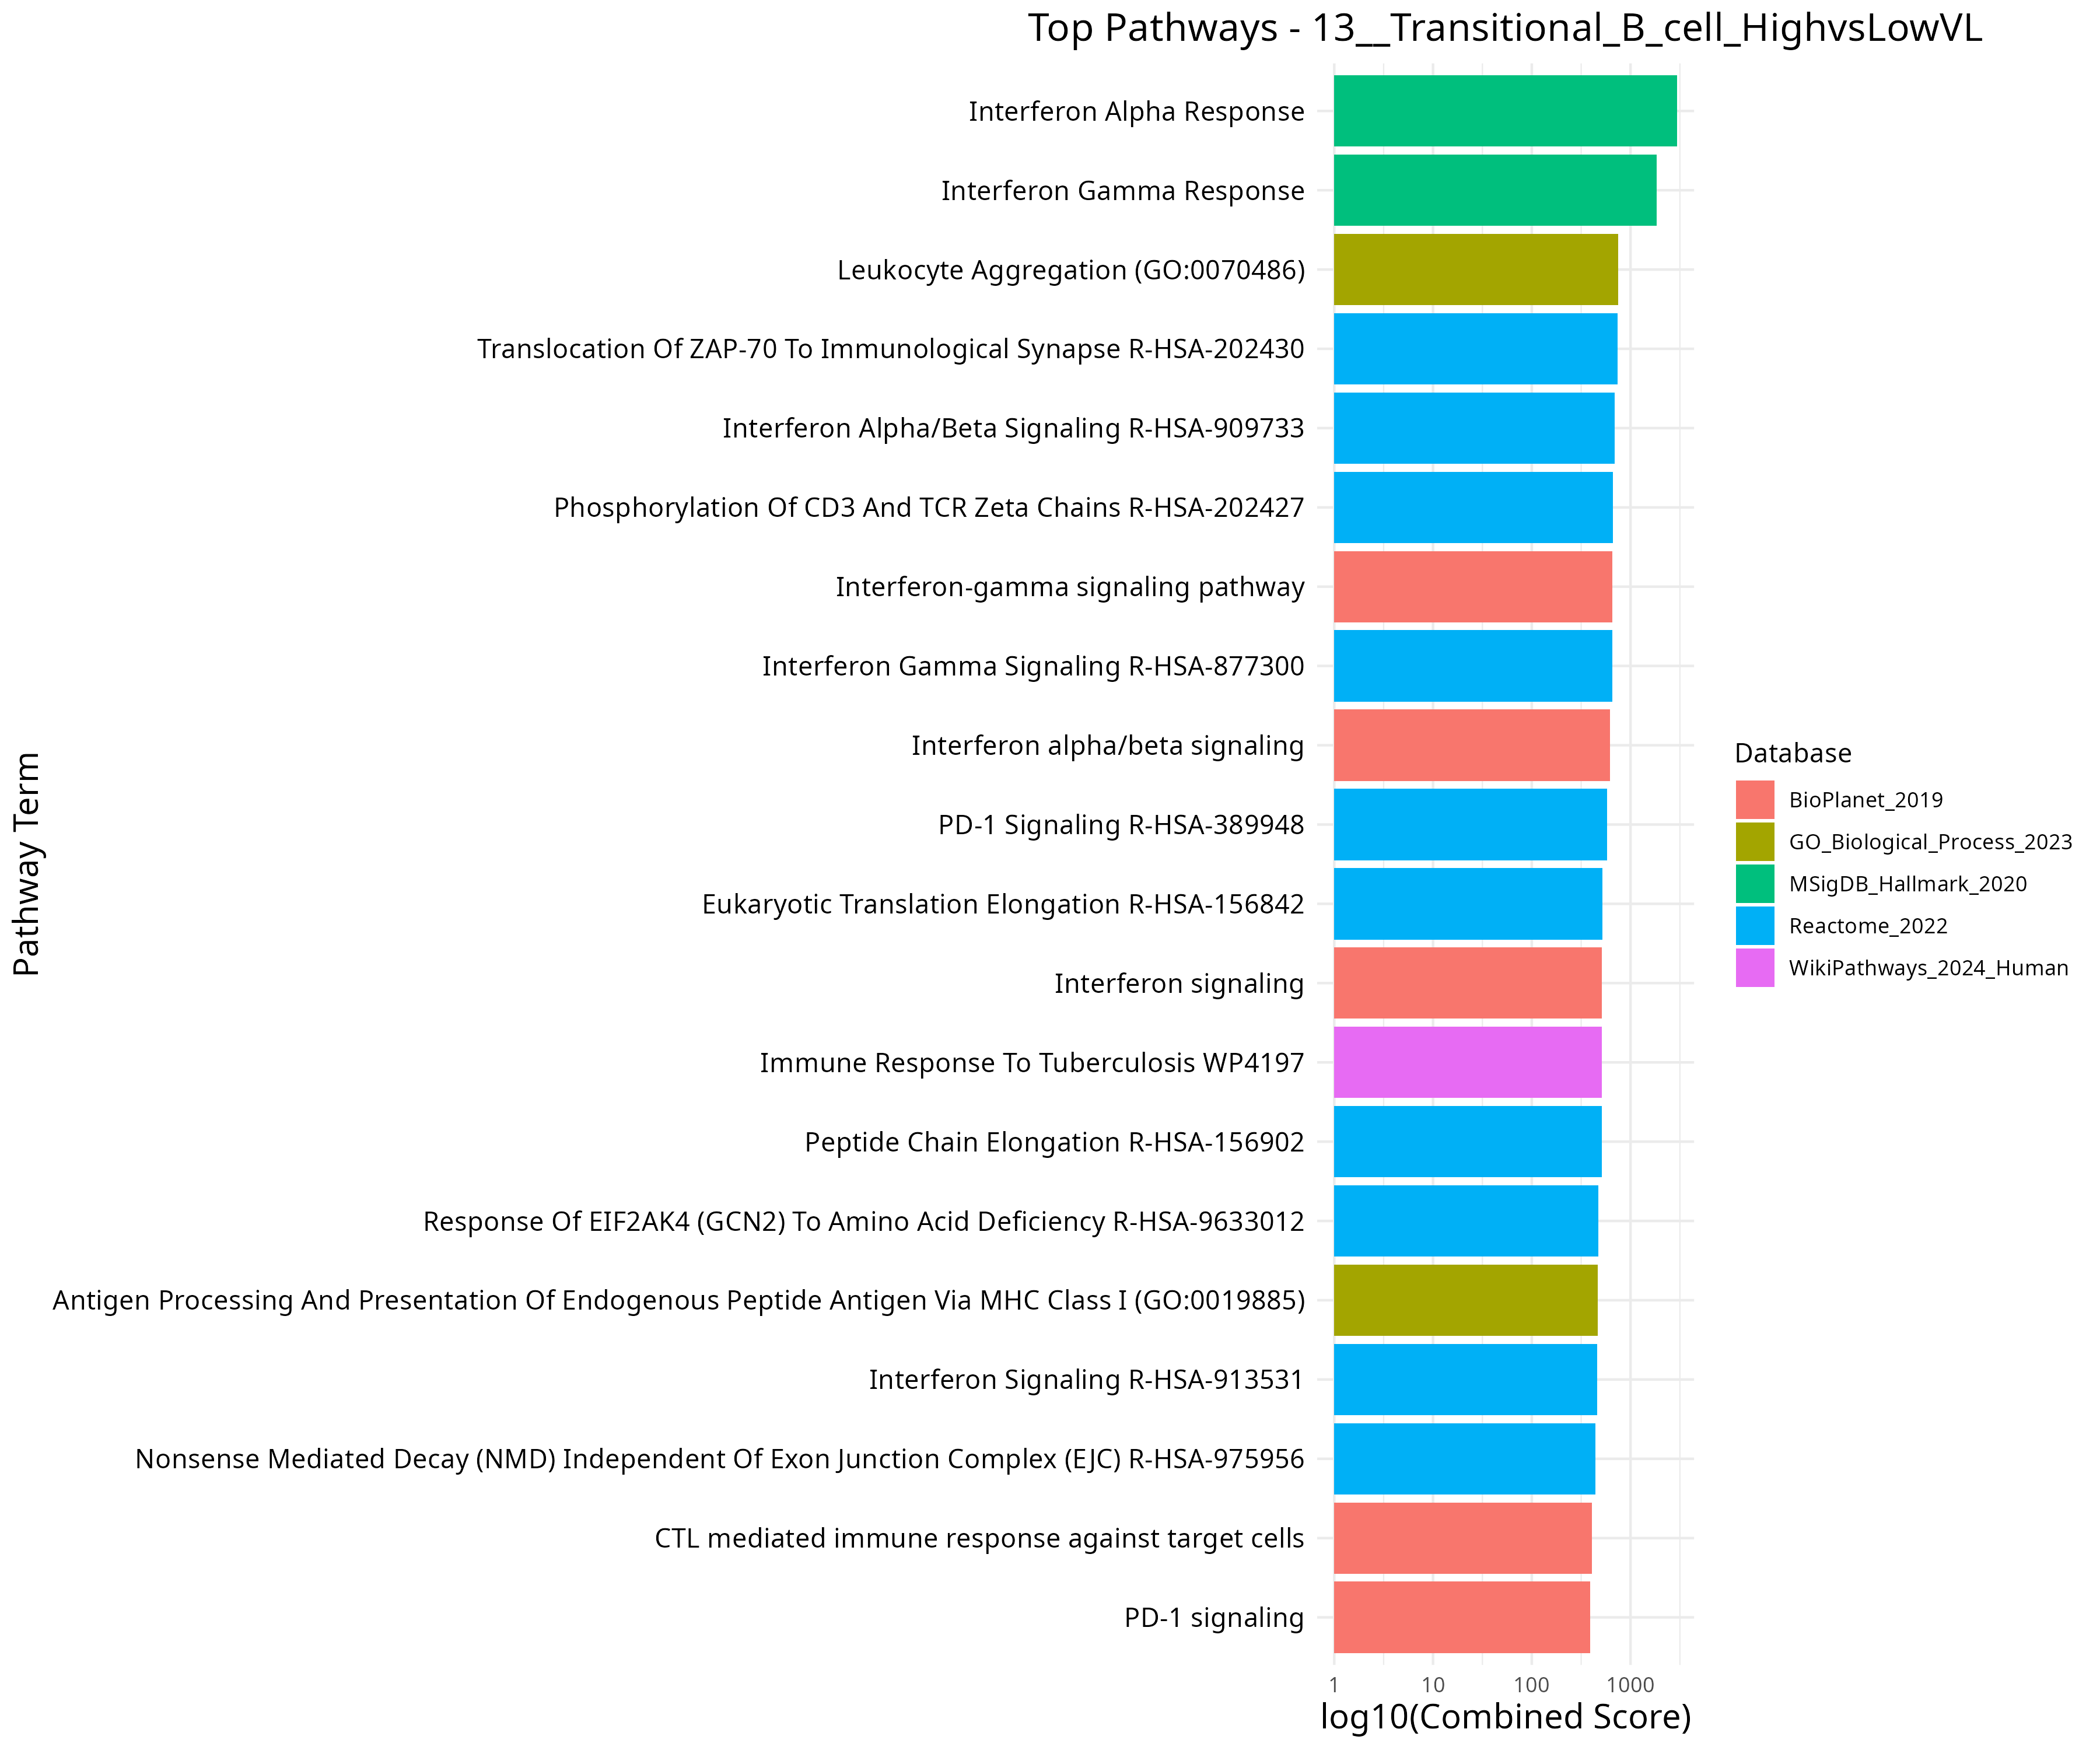 Top Pathways - 13__Transitional_B_cell_HighvsLowVL
Pathway Term
Interferon Alpha Response
Interferon Gamma Response
Leukocyte Aggregation (GO:0070486)
Translocation Of ZAP-70 To Immunological Synapse R-HSA-202430
Interferon Alpha/Beta Signaling R-HSA-909733
Phosphorylation Of CD3 And TCR Zeta Chains R-HSA-202427
Interferon-gamma signaling pathway
Interferon Gamma Signaling R-HSA-877300
Interferon alpha/beta signaling
PD-1 Signaling R-HSA-389948
Eukaryotic Translation Elongation R-HSA-156842
Interferon signaling
Immune Response To Tuberculosis WP4197
Peptide Chain Elongation R-HSA-156902
Response Of EIF2AK4 (GCN2) To Amino Acid Deficiency R-HSA-9633012
Antigen Processing And Presentation Of Endogenous Peptide Antigen Via MHC Class I (GO:0019885)
Interferon Signaling R-HSA-913531
Nonsense Mediated Decay (NMD) Independent Of Exon Junction Complex (EJC) R-HSA-975956
CTL mediated immune response against target cells
PD-1 signaling
1 10 100 1000
log10(Combined Score)
Database
BioPlanet_2019
GO_Biological_Process_2023
MSigDB_Hallmark_2020
Reactome_2022
WikiPathways_2024_Human